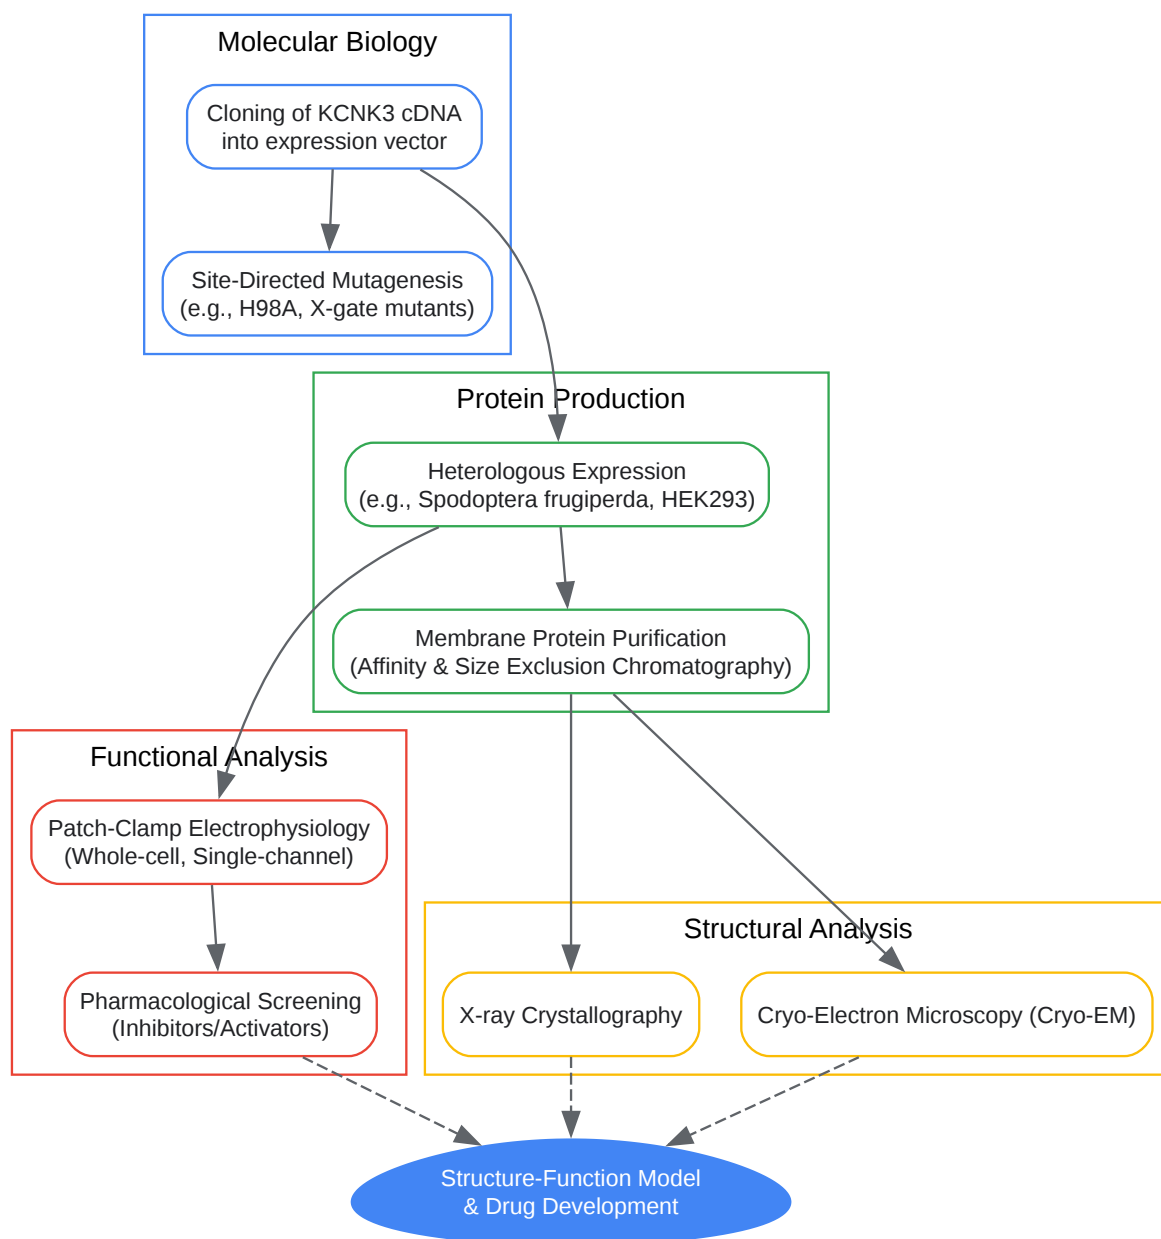 Molecular Biology
Cloning of KCNK3 cDNA
into expression vector
Site-Directed Mutagenesis
(e.g., H98A, X-gate mutants)
Protein Production
Heterologous Expression
(e.g., Spodoptera frugiperda, HEK293)
Membrane Protein Purification
(Affinity & Size Exclusion Chromatography)
Functional Analysis
Patch-Clamp Electrophysiology
(Whole-cell, Single-channel)
Pharmacological Screening
(Inhibitors/Activators)
Structural Analysis
X-ray Crystallography
Cryo-Electron Microscopy (Cryo-EM)
Structure-Function Model
& Drug Development